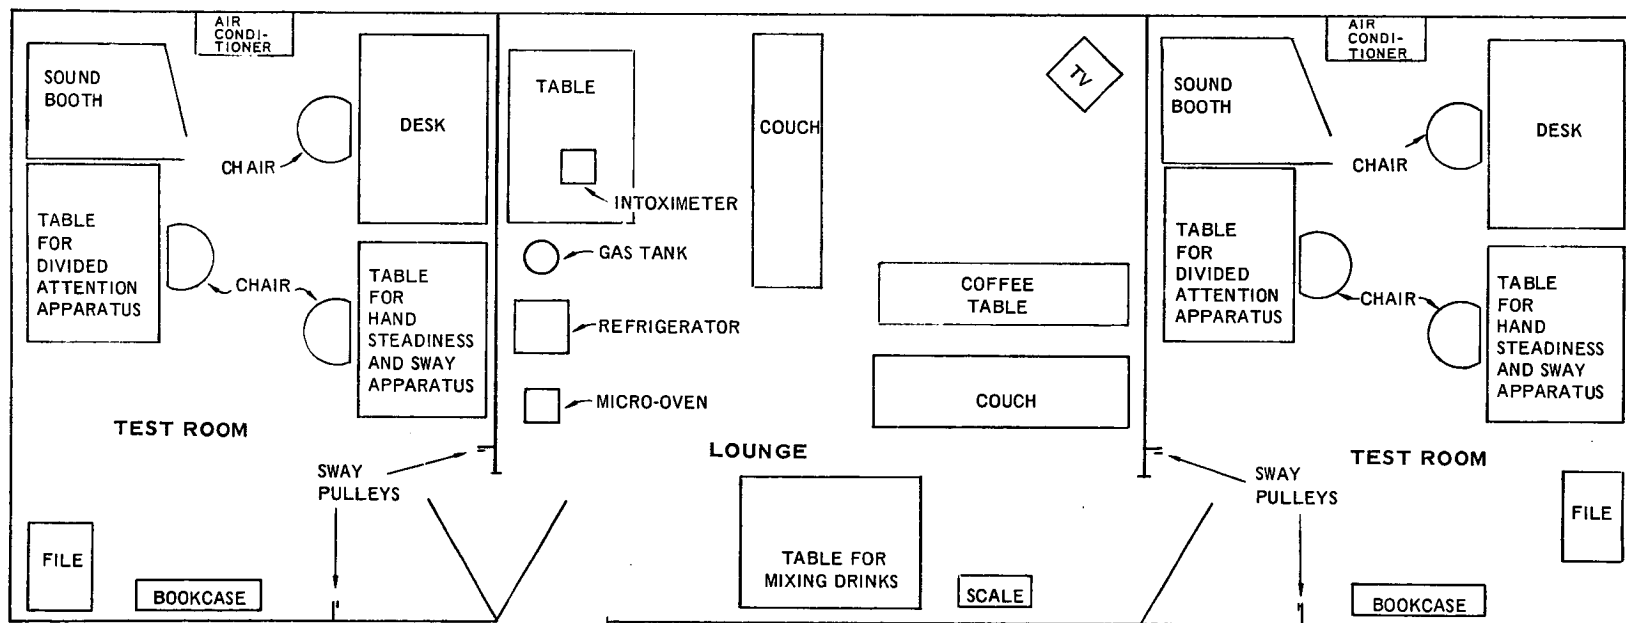 AIR
CONDI-
TIONER
SOUND
BOOTH
CHAIR
DESK
TABLE
FOR
DIVIDED
ATTENTION
APPARATUS
CHAIR
TABLE
FOR
HAND
STEADINESS
AND SWAY
APPARATUS
TEST ROOM
SWAY
PULLEYS
FILE
BOOKCASE
TABLE
INTOXIMETER
GAS TANK
REFRIGERATOR
MICRO-OVEN
COUCH
TV
COFFEE
TABLE
COUCH
LOUNGE
TABLE FOR
MIXING DRINKS
SCALE
AIR
CONDI-
TIONER
SOUND
BOOTH
CHAIR
DESK
TABLE
FOR
DIVIDED
ATTENTION
APPARATUS
CHAIR
TABLE
FOR
HAND
STEADINESS
AND SWAY
APPARATUS
TEST ROOM
SWAY
PULLEYS
FILE
BOOKCASE